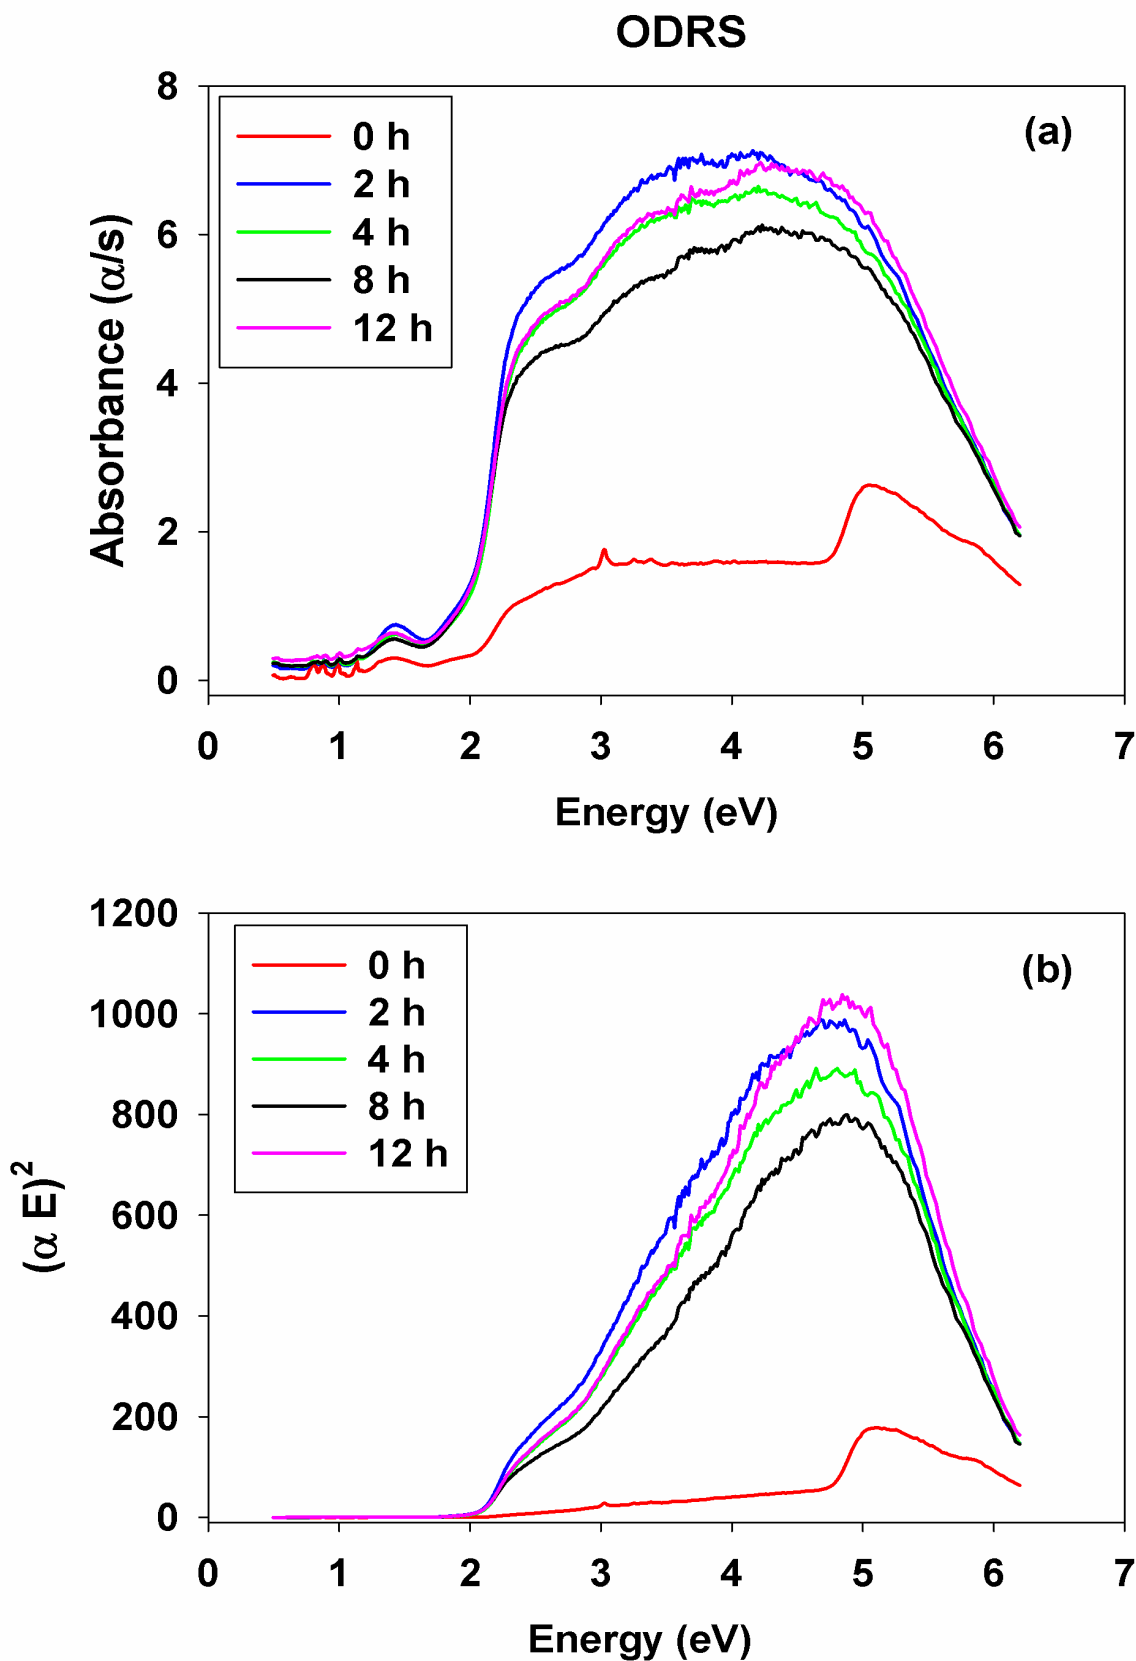 ODRS
(a)
8
6
4
2
0
Absorbance (α/s)
0 h
2 h
4 h
8 h
12 h
0 1 2 3 4 5 6 7
Energy (eV)
(b)
1200
1000
800
600
400
200
0
(α E)²
0 h
2 h
4 h
8 h
12 h
0 1 2 3 4 5 6 7
Energy (eV)